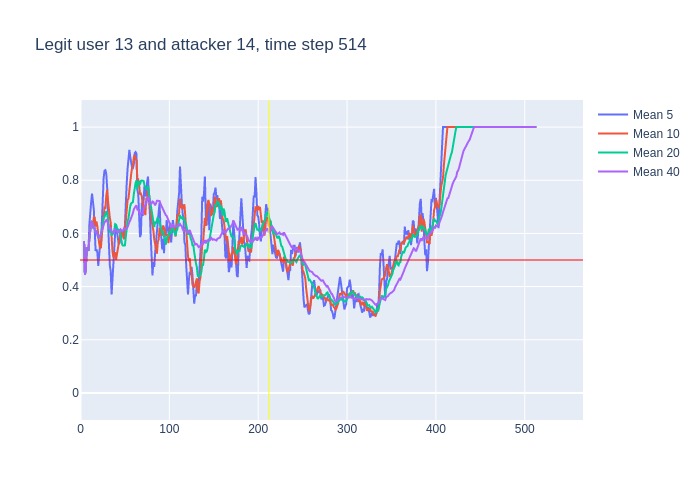 Legit user 13 and attacker 14, time step 514
Mean 5
Mean 10
Mean 20
Mean 40
1
0.8
0.6
0.4
0.2
0
0 100 200 300 400 500